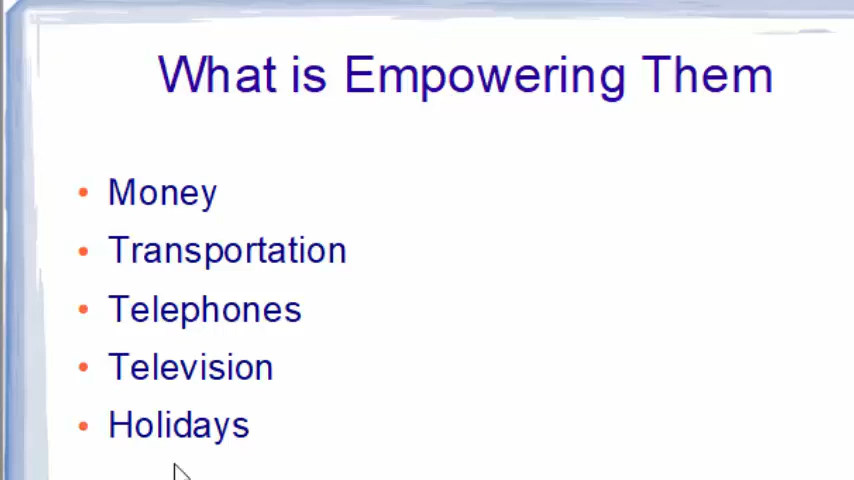 What is Empowering Them
• Money
• Transportation
• Telephones
• Television
• Holidays